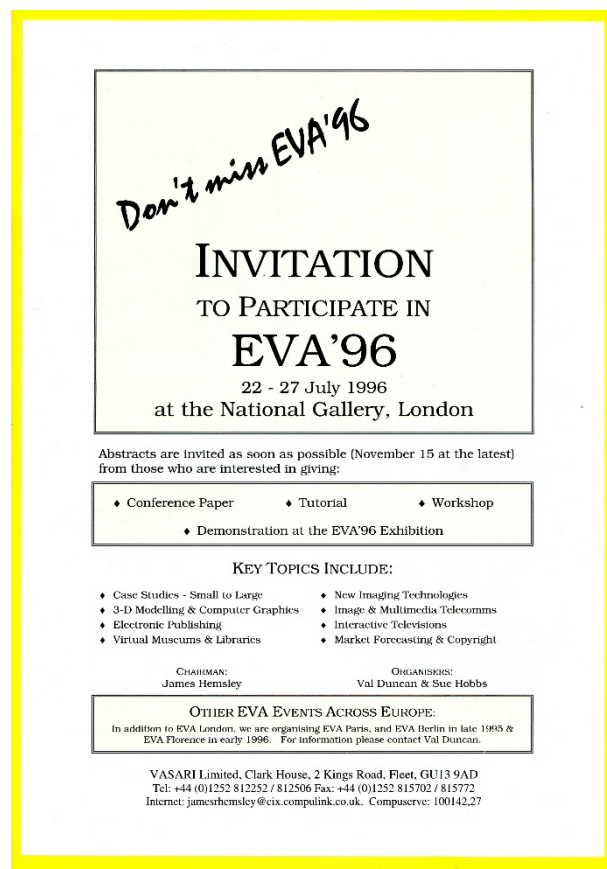 Don't miss EVA'96
INVITATION
TO PARTICIPATE IN
EVA'96
22 - 27 July 1996
at the National Gallery, London
Abstracts are invited as soon as possible (November 15 at the latest)
from those who are interested in giving:
♦ Conference Paper ♦ Tutorial ♦ Workshop
♦ Demonstration at the EVA'96 Exhibition
KEY TOPICS INCLUDE:
♦ Case Studies - Small to Large
♦ 3-D Modelling & Computer Graphics
♦ Electronic Publishing
♦ Virtual Museums & Libraries
♦ New Imaging Technologies
♦ Image & Multimedia Telecomms
♦ Interactive Televisions
♦ Market Forecasting & Copyright
CHAIRMAN:
James Hemsley
ORGANISERS:
Val Duncan & Sue Hobbs
OTHER EVA EVENTS ACROSS EUROPE:
In addition to EVA London, we are organising EVA Paris, and EVA Berlin in late 1995 &
EVA Florence in early 1996. For information please contact Val Duncan.
VASARI Limited, Clark House, 2 Kings Road, Fleet, GU13 9AD
Tel: +44 (0)1252 812252 / 812506 Fax: +44 (0)1252 815702 / 815772
Internet: jamesrhemsley@cix.compulink.co.uk. Compuserve: 100142,27